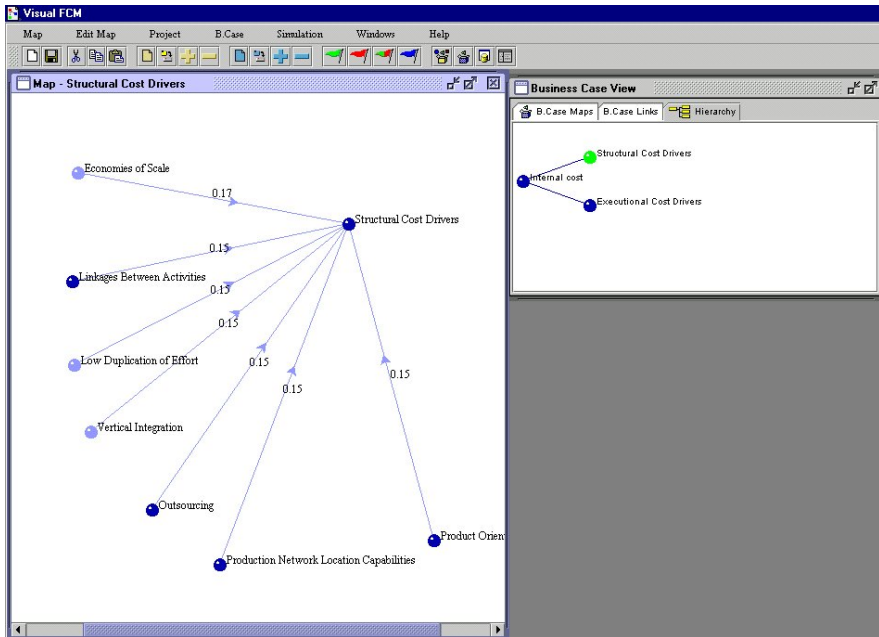 Visual FCM
Map Edit Map Project B.Case Simulation Windows Help
Map - Structural Cost Drivers
Economies of Scale
0.17
Structural Cost Drivers
0.15
Linkages Between Activities
0.15
0.15
Low Duplication of Effort
0.15
0.15
0.15
Vertical Integration
Outsourcing
Product Orien
Production Network Location Capabilities
Business Case View
B.Case Maps B.Case Links Hierarchy
Structural Cost Drivers
Internal cost
Executional Cost Drivers